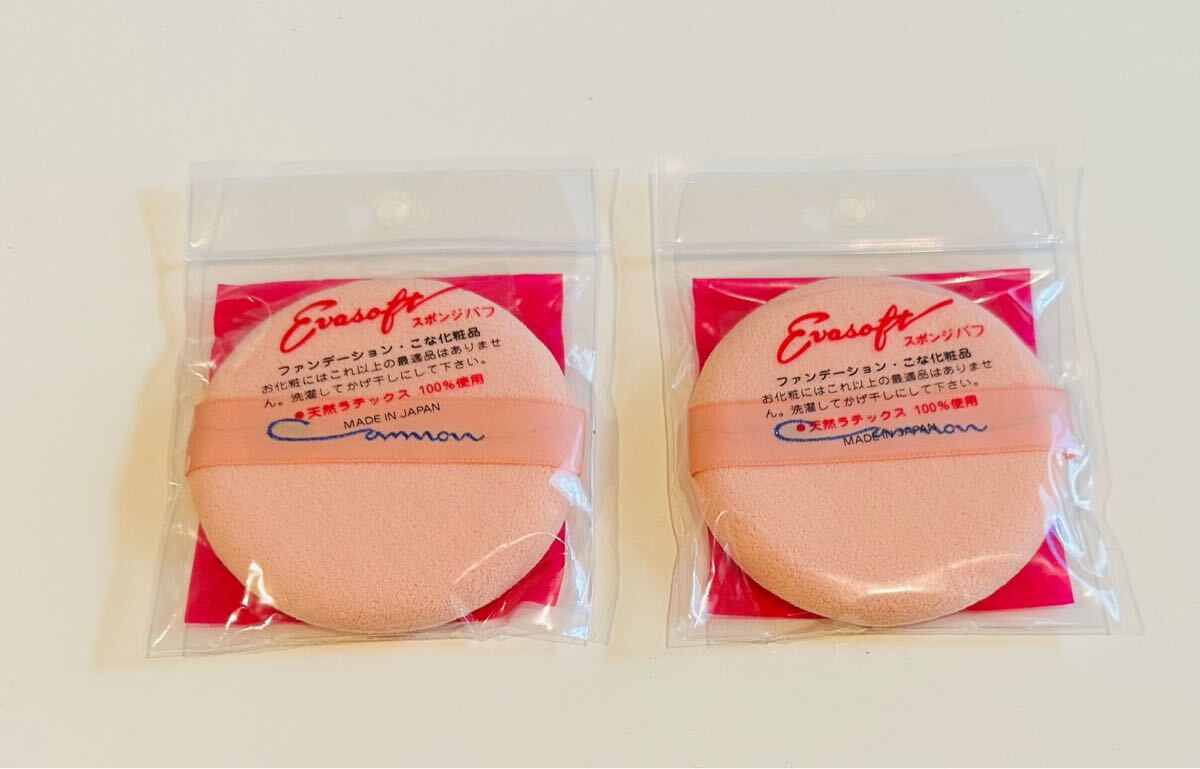 Evasoft スポンジパフ
ファンデーション・こな化粧品
お化粧にはこれ以上の最適品はありませ
ん。洗濯してかげ干しにして下さい。
●天然ラテックス 100%使用
MADE IN JAPAN
Cannon
Evasoft スポンジパフ
ファンデーション・こな化粧品
お化粧にはこれ以上の最適品はありませ
ん。洗濯してかげ干しにして下さい。
●天然ラテックス 100%使用
Cannon
MADE IN JAPAN